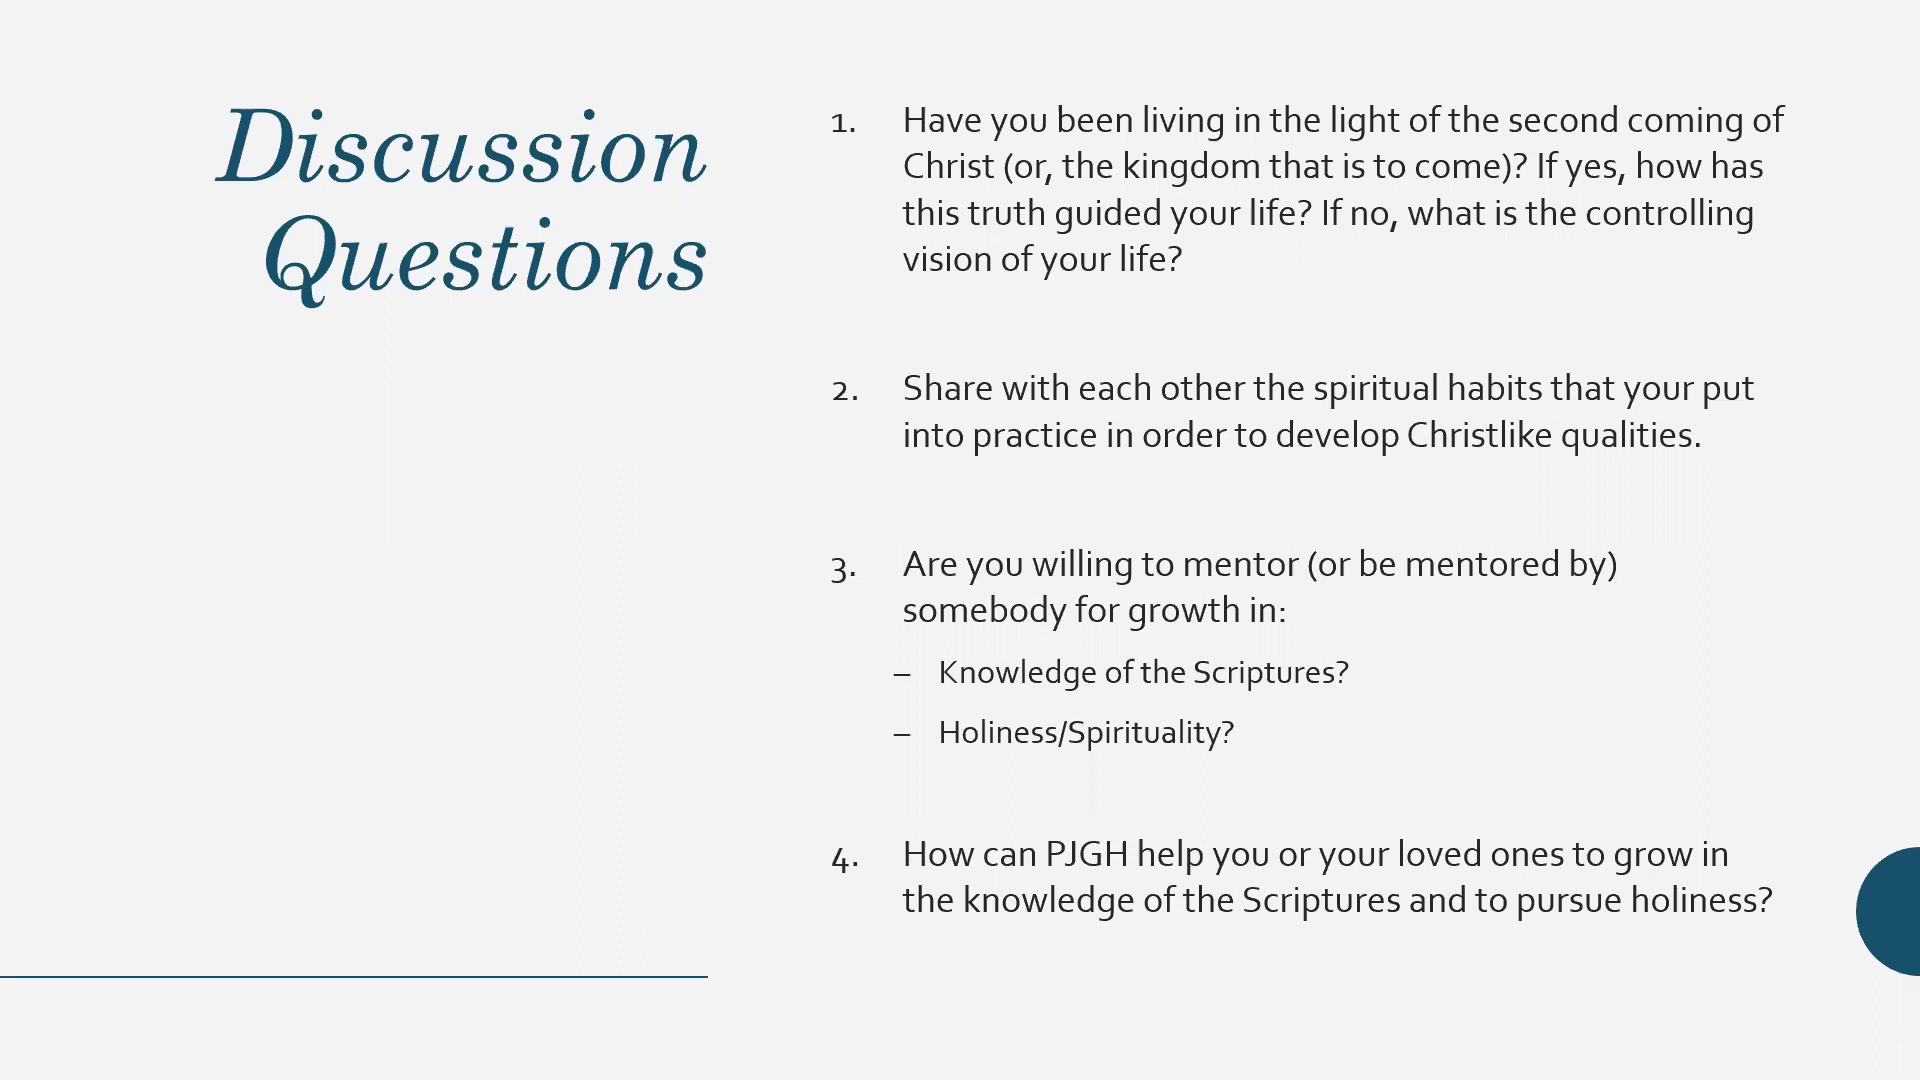 Discussion
Questions
1. Have you been living in the light of the second coming of
Christ (or, the kingdom that is to come)? If yes, how has
this truth guided your life? If no, what is the controlling
vision of your life?
2. Share with each other the spiritual habits that your put
into practice in order to develop Christlike qualities.
3. Are you willing to mentor (or be mentored by)
somebody for growth in:
– Knowledge of the Scriptures?
– Holiness/Spirituality?
4. How can PJGH help you or your loved ones to grow in
the knowledge of the Scriptures and to pursue holiness?